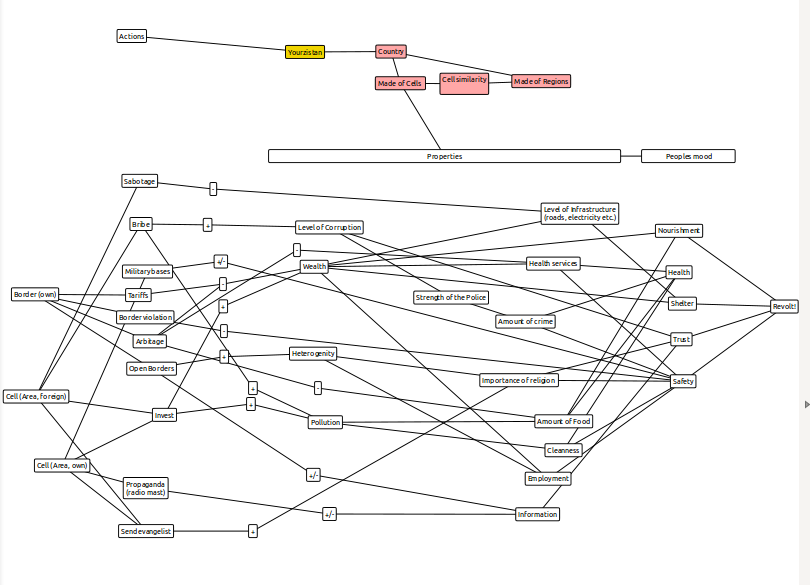 Actions
Yourzistan
Country
Made of Cells
Cellsimilarity
Made of Regions
Properties
Peoples mood
Sabotage
-
Level of Infrastructure
(roads, electricity etc.)
Bribe
+
Level of Corruption
Nourishment
-
Military bases
+/-
Wealth
Health services
Health
Border (own)
Tariffs
-
Strength of the Police
Shelter
Revolt!
+
Border violation
Amount of crime
-
Arbitage
Trust
+
Heterogenity
Open Borders
Importance of religion
Safety
+
-
Cell (Area, foreign)
+
Invest
Pollution
Amount of Food
Cleanness
Cell (Area, own)
+/-
Employment
Propaganda
(radio mast)
+/-
Information
Send evangelist
+